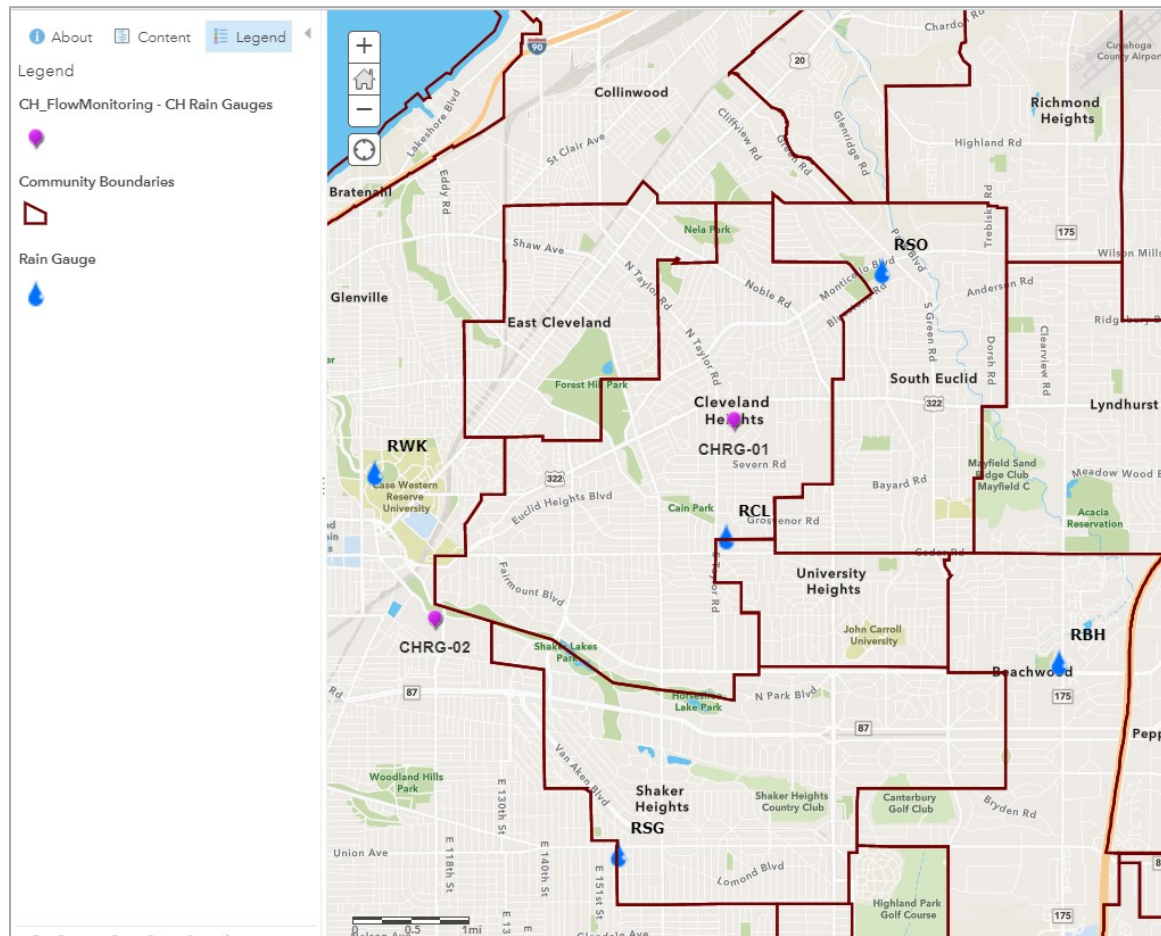 About
Content
Legend
Legend
CH_FlowMonitoring - CH Rain Gauges
Community Boundaries
Rain Gauge
90
20
Chardon Rd
Cuyahoga
County Airport
Collinwood
Richmond
Heights
Lakeshore Blvd
St Clair Ave
Cliffview Rd
Green Rd
Glenridge Rd
Highland Rd
Bratenahl
Eddy Rd
Trebisky Rd
175
Nela Park
RSO
Shaw Ave
Wilson Mills
N Taylor Rd
Monticello Blvd
Glenville
Noble Rd
Bluestone Rd
Anderson Rd
East Cleveland
N Taylor Rd
S Green Rd
Clearview Rd
Ridgebury B
Dorsh Rd
Forest Hill Park
South Euclid
Cleveland
Heights
322
Lyndhurst
CHRG-01
RWK
Severn Rd
Mayfield Sand
Ridge Club
Mayfield C
Meadow Wood B
Case Western
Reserve
University
322
Euclid Heights Blvd
Bayard Rd
Cain Park
RCL
Grosvenor Rd
Acacia
Reservation
Cedar Rd
Fairmount Blvd
S Taylor Rd
University
Heights
CHRG-02
John Carroll
University
RBH
Shaker Lakes
Park
Beachwood
87
Horseshoe
Lake Park
N Park Blvd
175
87
Pepp
Van Aken Blvd
Woodland Hills
Park
Shaker
Heights
Shaker Heights
Country Club
Canterbury
Golf Club
Bryden Rd
E 130th St
RSG
Union Ave
E 118th St
E 140th St
E 151st St
Lomond Blvd
Highland Park
Golf Course
175
0 0.5 1mi
Glendale Ave